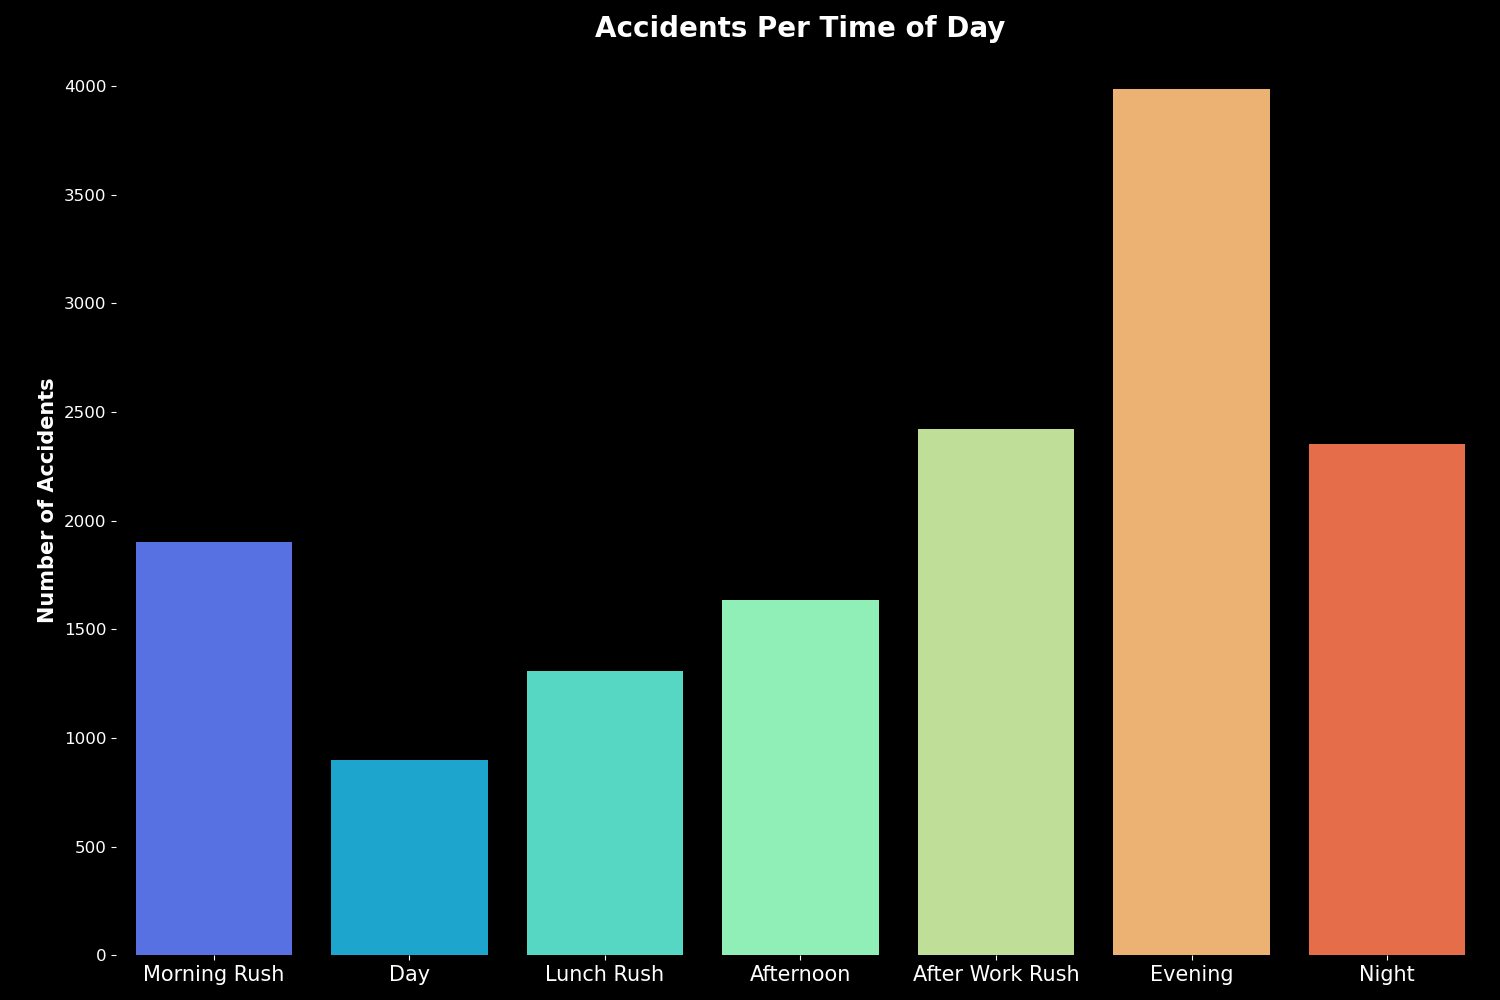 Accidents Per Time of Day
Number of Accidents
4000
3500
3000
2500
2000
1500
1000
500
0
Morning Rush
Day
Lunch Rush
Afternoon
After Work Rush
Evening
Night